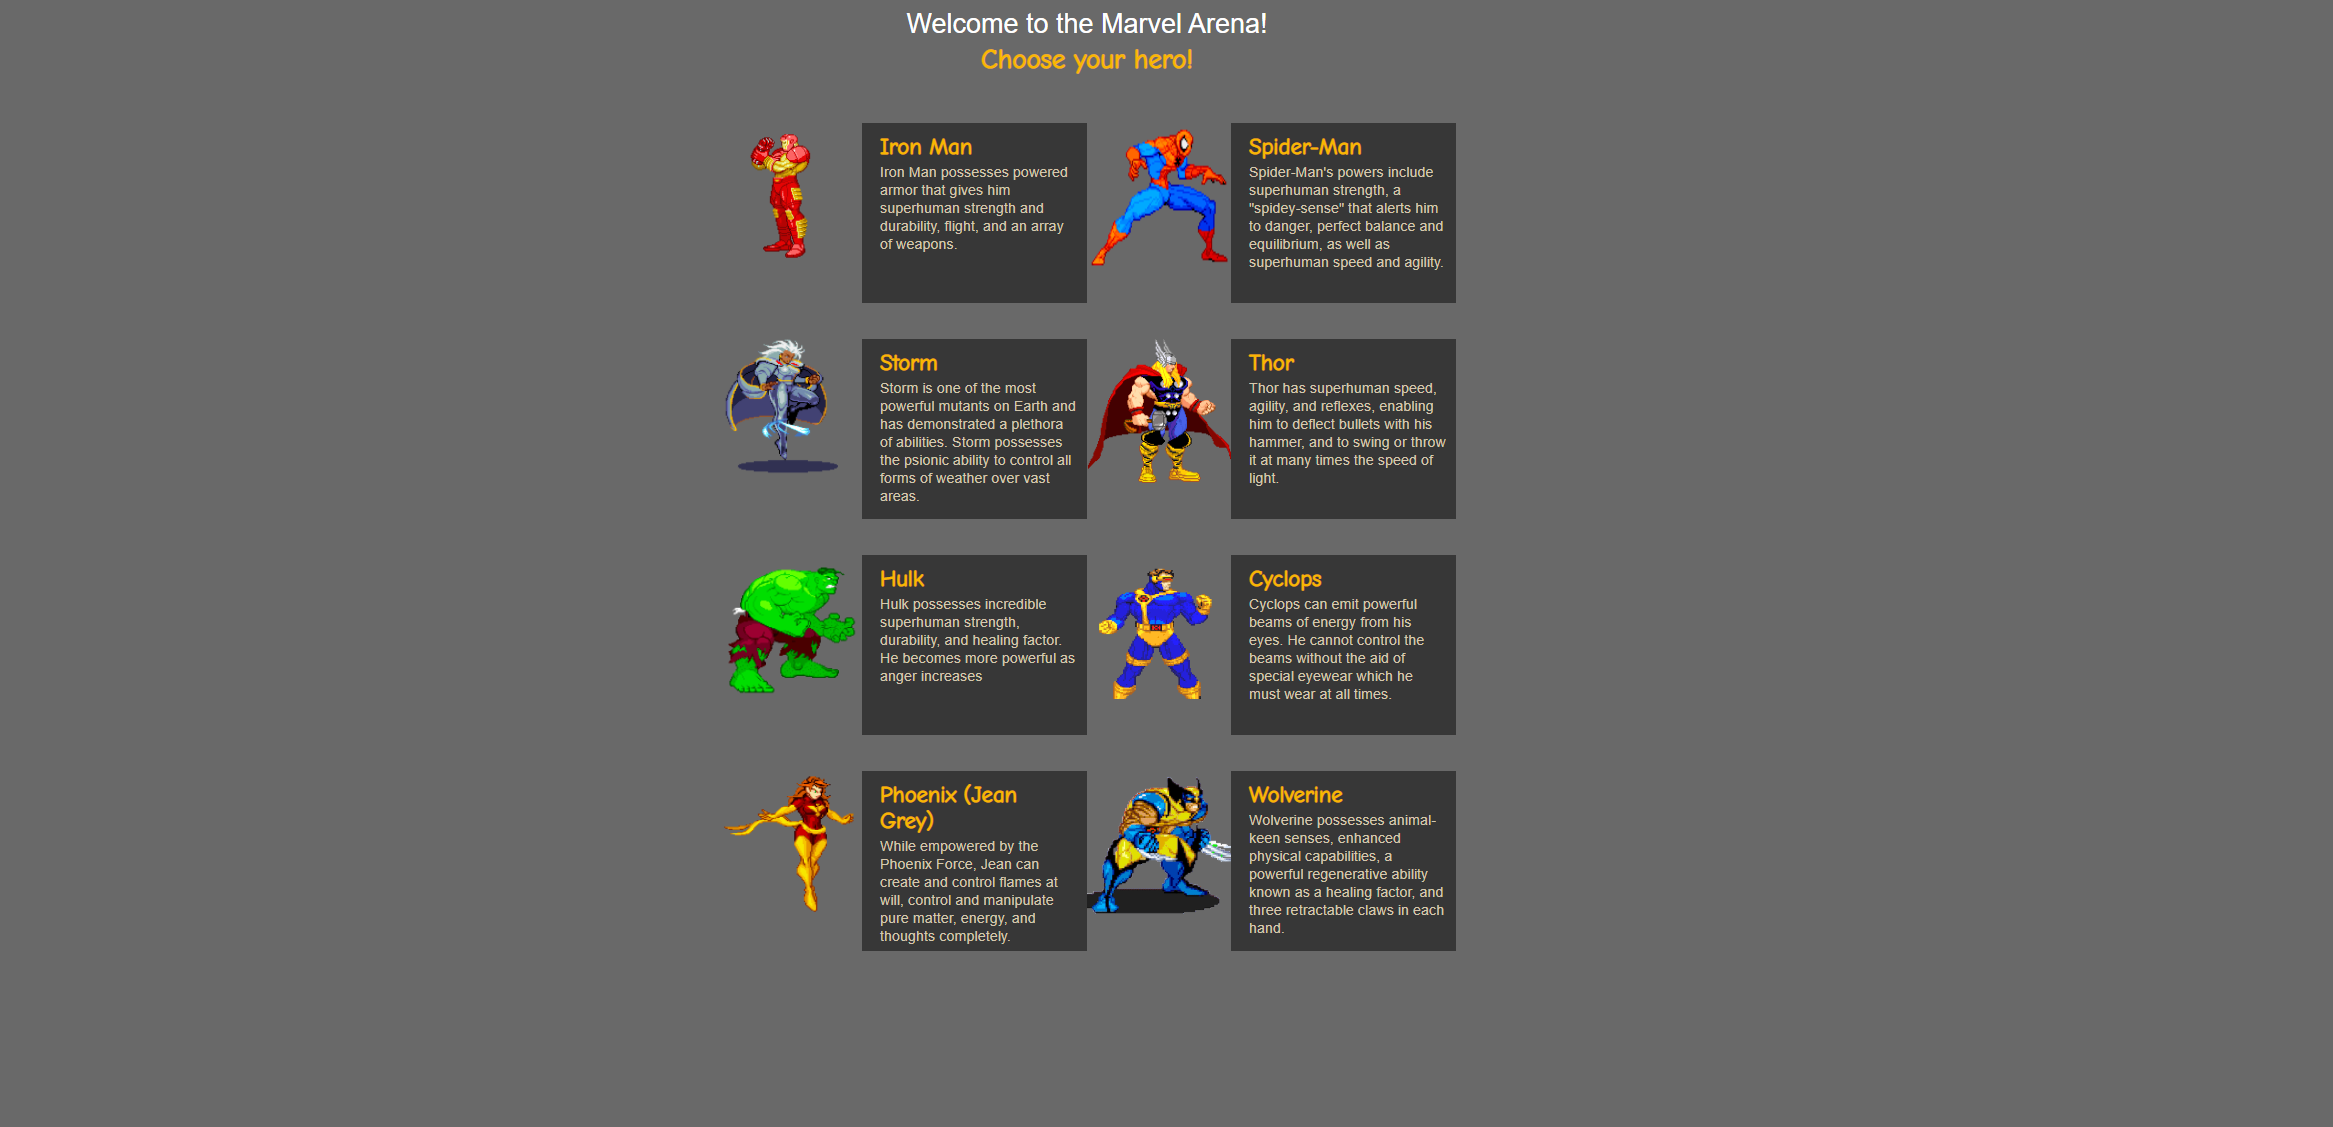 Welcome to the Marvel Arena!
Choose your hero!
Iron Man
Iron Man possesses powered
armor that gives him
superhuman strength and
durability, flight, and an array
of weapons.
Spider-Man
Spider-Man's powers include
superhuman strength, a
"spidey-sense" that alerts him
to danger, perfect balance and
equilibrium, as well as
superhuman speed and agility.
Storm
Storm is one of the most
powerful mutants on Earth and
has demonstrated a plethora
of abilities. Storm possesses
the psionic ability to control all
forms of weather over vast
areas.
Thor
Thor has superhuman speed,
agility, and reflexes, enabling
him to deflect bullets with his
hammer, and to swing or throw
it at many times the speed of
light.
Hulk
Hulk possesses incredible
superhuman strength,
durability, and healing factor.
He becomes more powerful as
anger increases
Cyclops
Cyclops can emit powerful
beams of energy from his
eyes. He cannot control the
beams without the aid of
special eyewear which he
must wear at all times.
Phoenix (Jean
Grey)
While empowered by the
Phoenix Force, Jean can
create and control flames at
will, control and manipulate
pure matter, energy, and
thoughts completely.
Wolverine
Wolverine possesses animal-
keen senses, enhanced
physical capabilities, a
powerful regenerative ability
known as a healing factor, and
three retractable claws in each
hand.